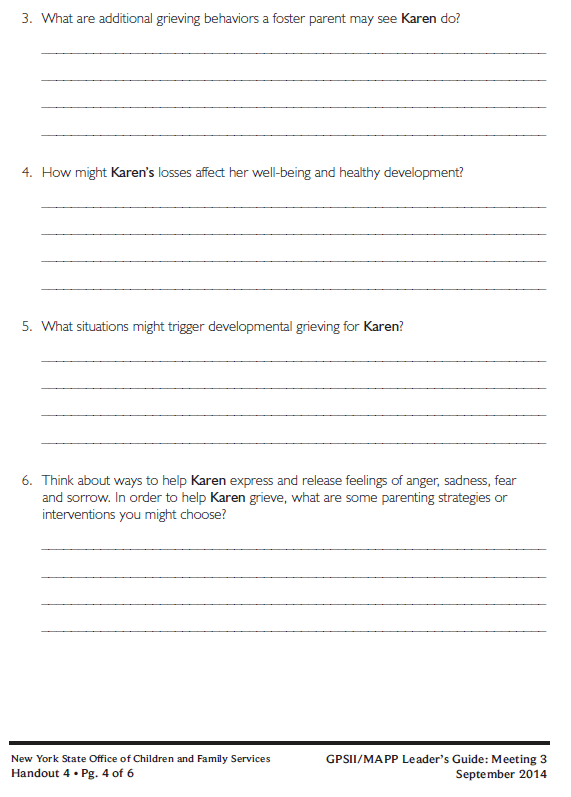 3. What are additional grieving behaviors a foster parent may see Karen do?
4. How might Karen's losses affect her well-being and healthy development?
5. What situations might trigger developmental grieving for Karen?
6. Think about ways to help Karen express and release feelings of anger, sadness, fear
and sorrow. In order to help Karen grieve, what are some parenting strategies or
interventions you might choose?
New York State Office of Children and Family Services
Handout 4 • Pg. 4 of 6
GPSII/MAPP Leader's Guide: Meeting 3
September 2014